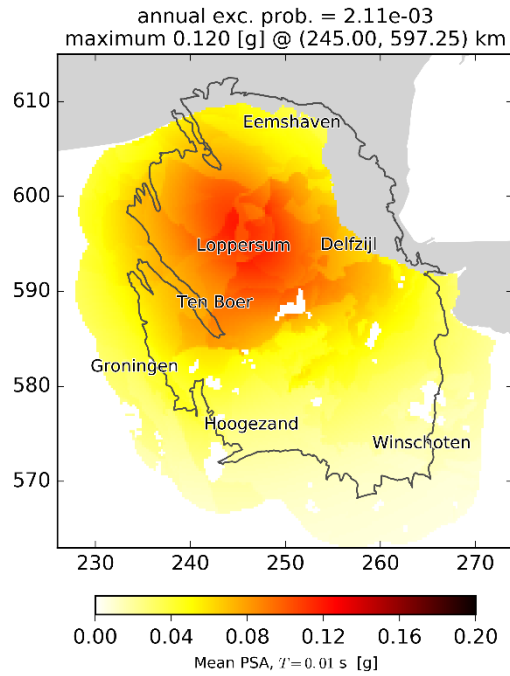 annual exc. prob. = 2.11e-03
maximum 0.120 [g] @ (245.00, 597.25) km
610
Eemshaven
600
Loppersum
Delfzijl
590
Ten Boer
Groningen
580
Hoogezand
Winschoten
570
230 240 250 260 270
0.00 0.04 0.08 0.12 0.16 0.20
Mean PSA, T = 0.01 s [g]